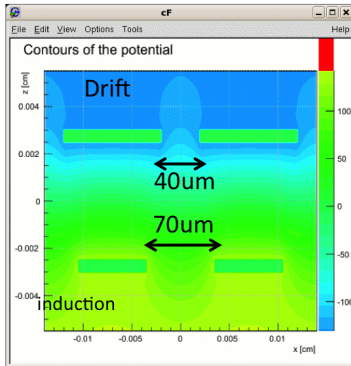 cF
File Edit View Options Tools Help
Contours of the potential
z [cm]
Drift
0.004
0.002
0
-0.002
-0.004
40um
70um
induction
-0.01
-0.005
0
0.005
0.01
x [cm]
100
50
0
-50
-100